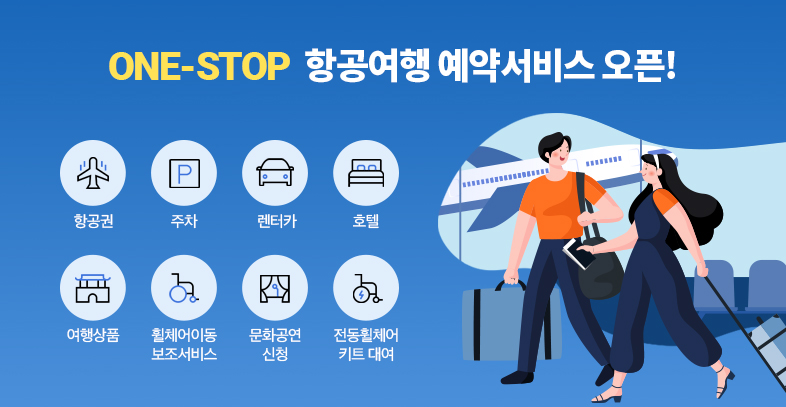 ONE-STOP 항공여행 예약서비스 오픈!
항공권
주차
렌터카
호텔
여행상품
휠체어이동
보조서비스
문화공연
신청
전동휠체어
키트 대여